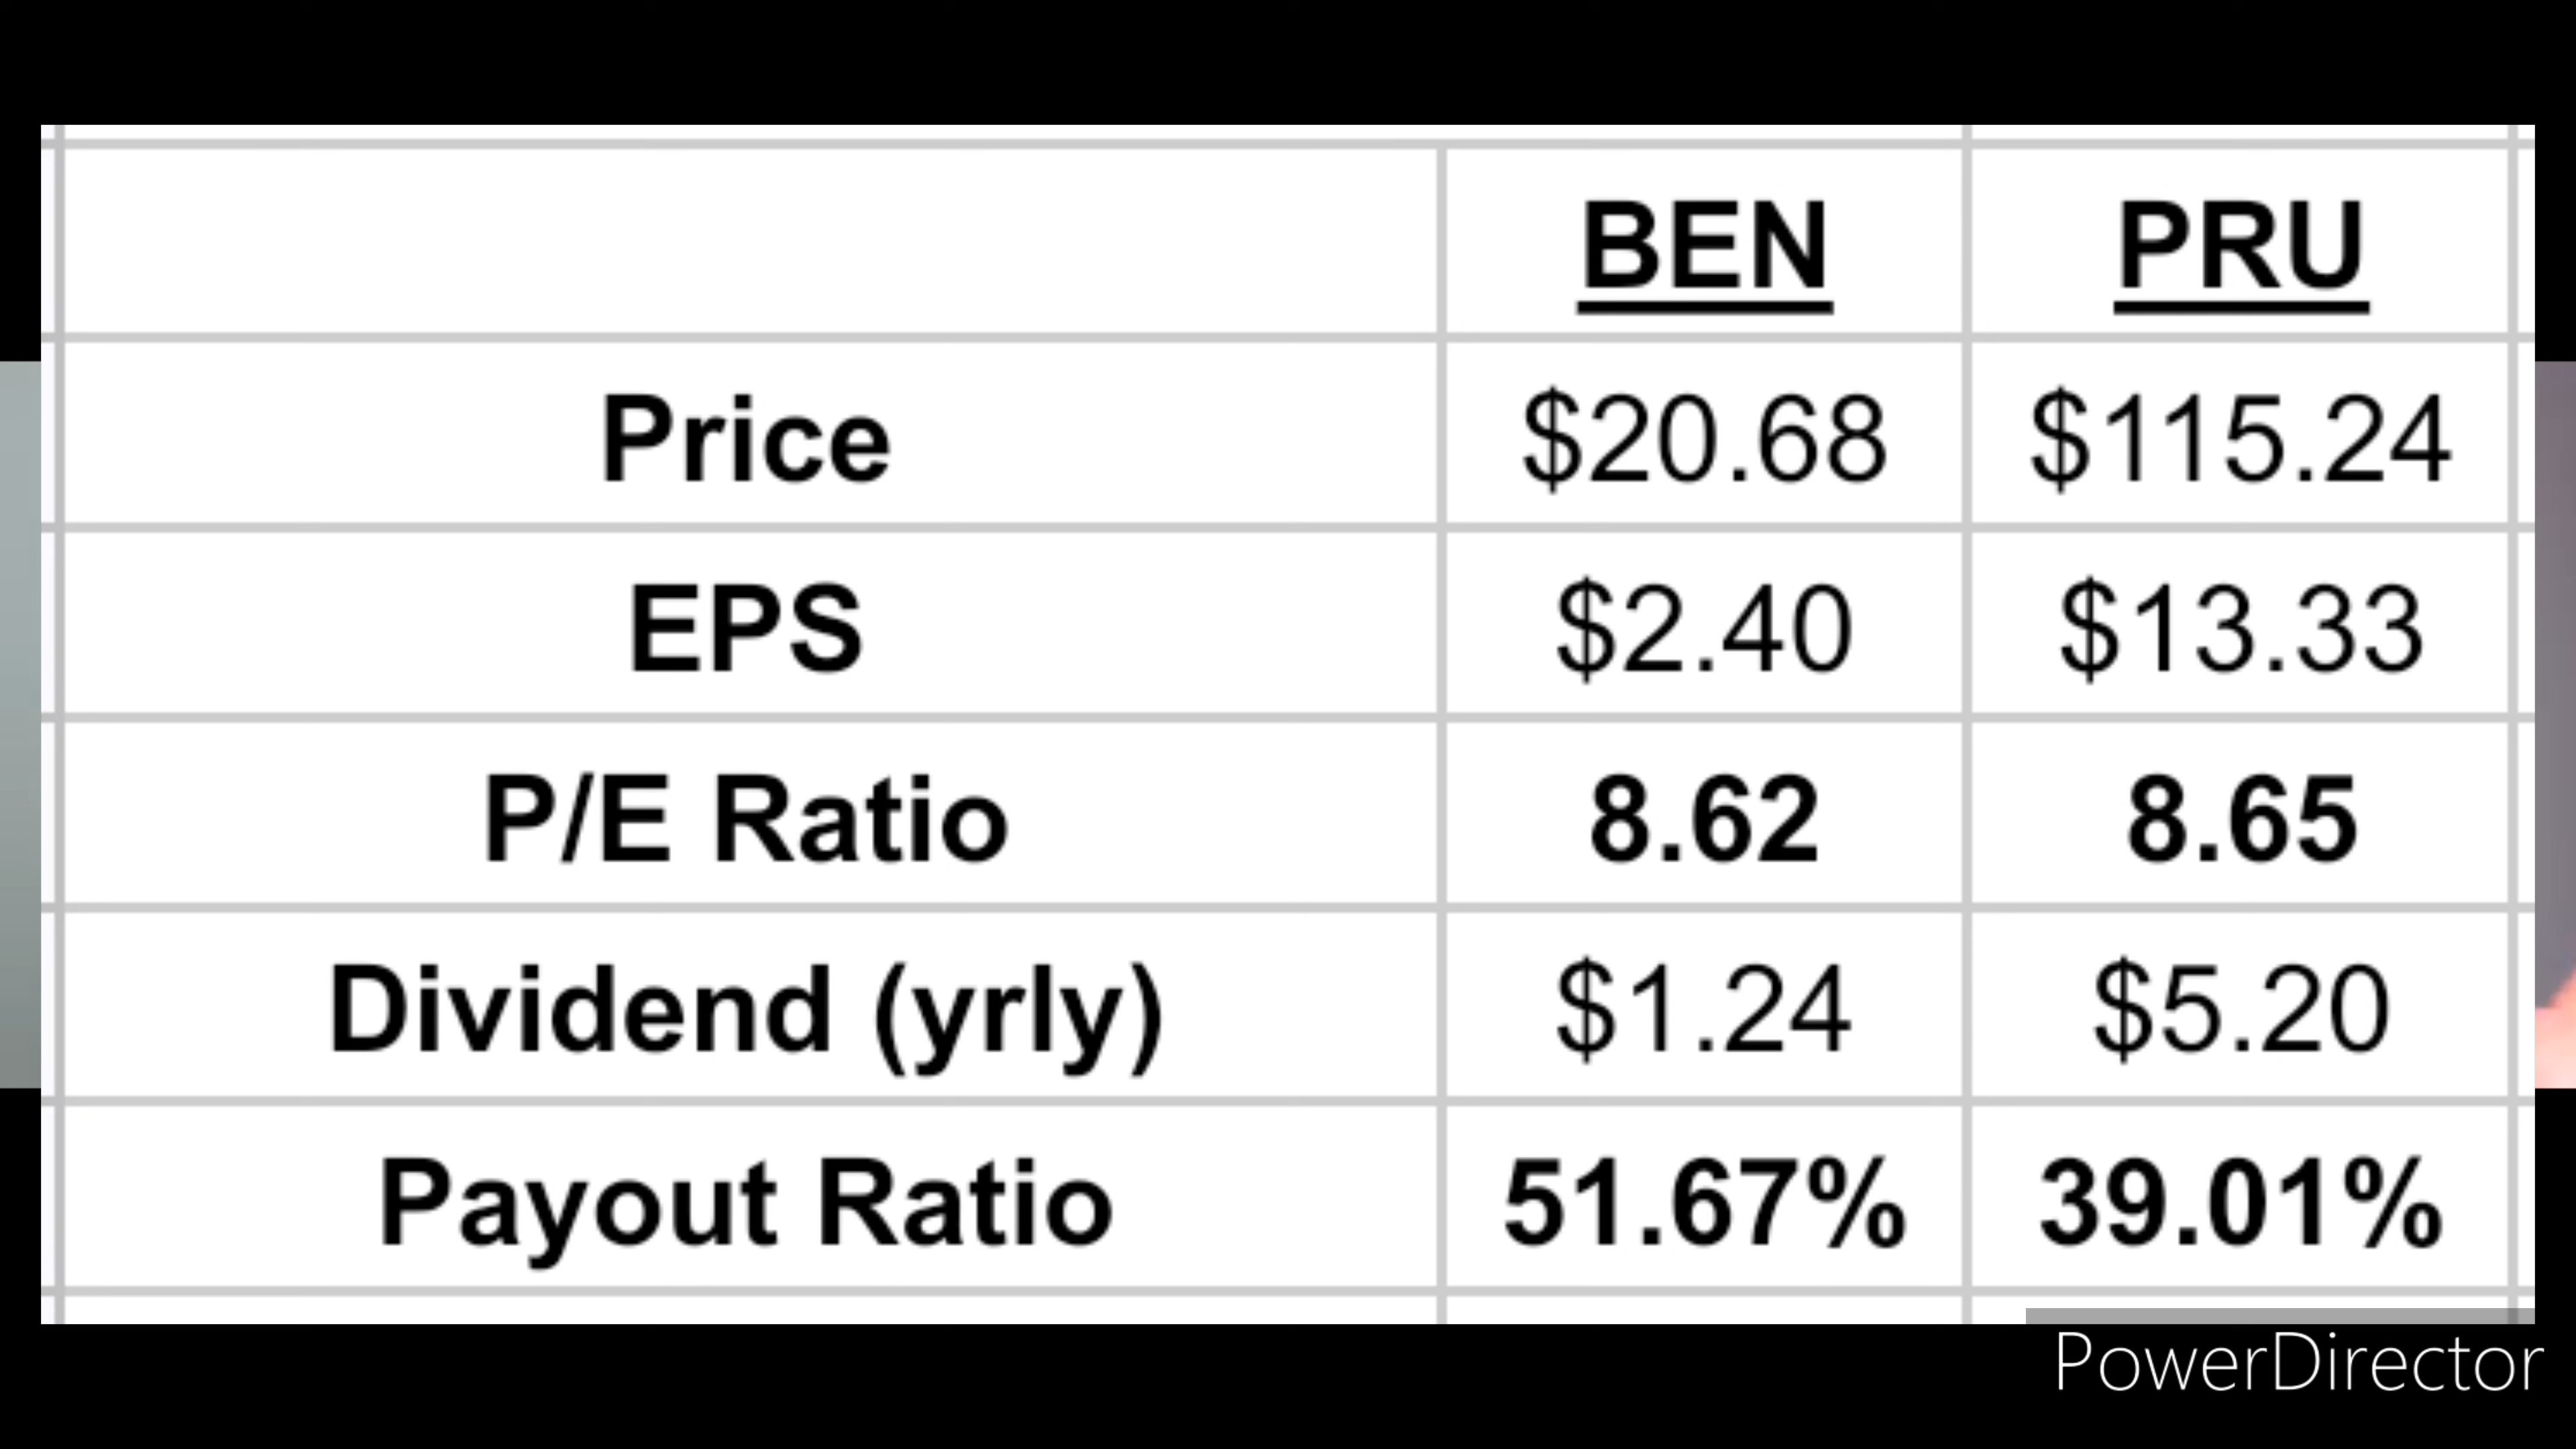 BEN PRU
Price $20.68 $115.24
EPS $2.40 $13.33
P/E Ratio 8.62 8.65
Dividend (yrly) $1.24 $5.20
Payout Ratio 51.67% 39.01%
PowerDirector